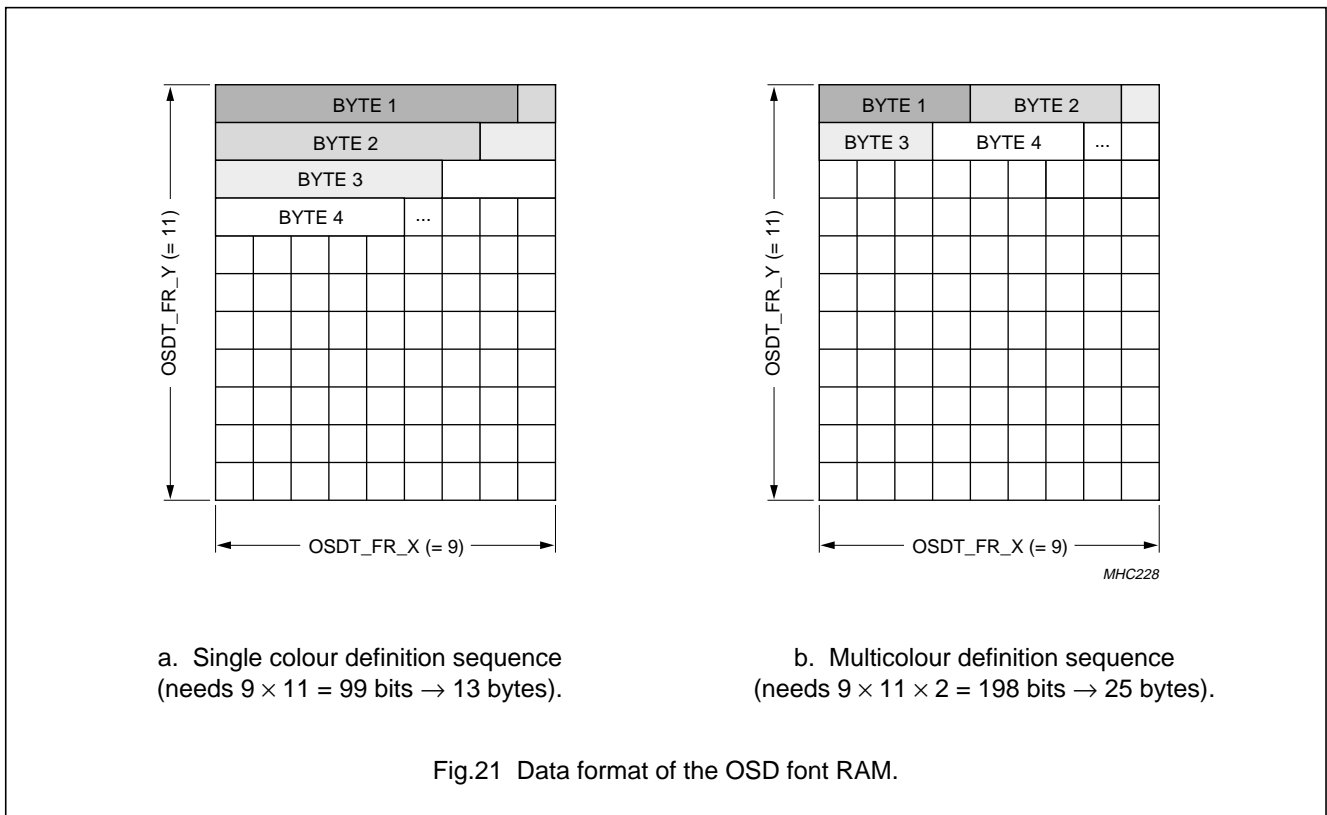 BYTE 1
BYTE 2
BYTE 3
BYTE 4 ...
OSDT_FR_Y (= 11)
OSDT_FR_X (= 9)
BYTE 1 BYTE 2
BYTE 3 BYTE 4 ...
OSDT_FR_Y (= 11)
OSDT_FR_X (= 9)
MHC228
a. Single colour definition sequence
(needs 9 × 11 = 99 bits → 13 bytes).
b. Multicolour definition sequence
(needs 9 × 11 × 2 = 198 bits → 25 bytes).
Fig.21 Data format of the OSD font RAM.